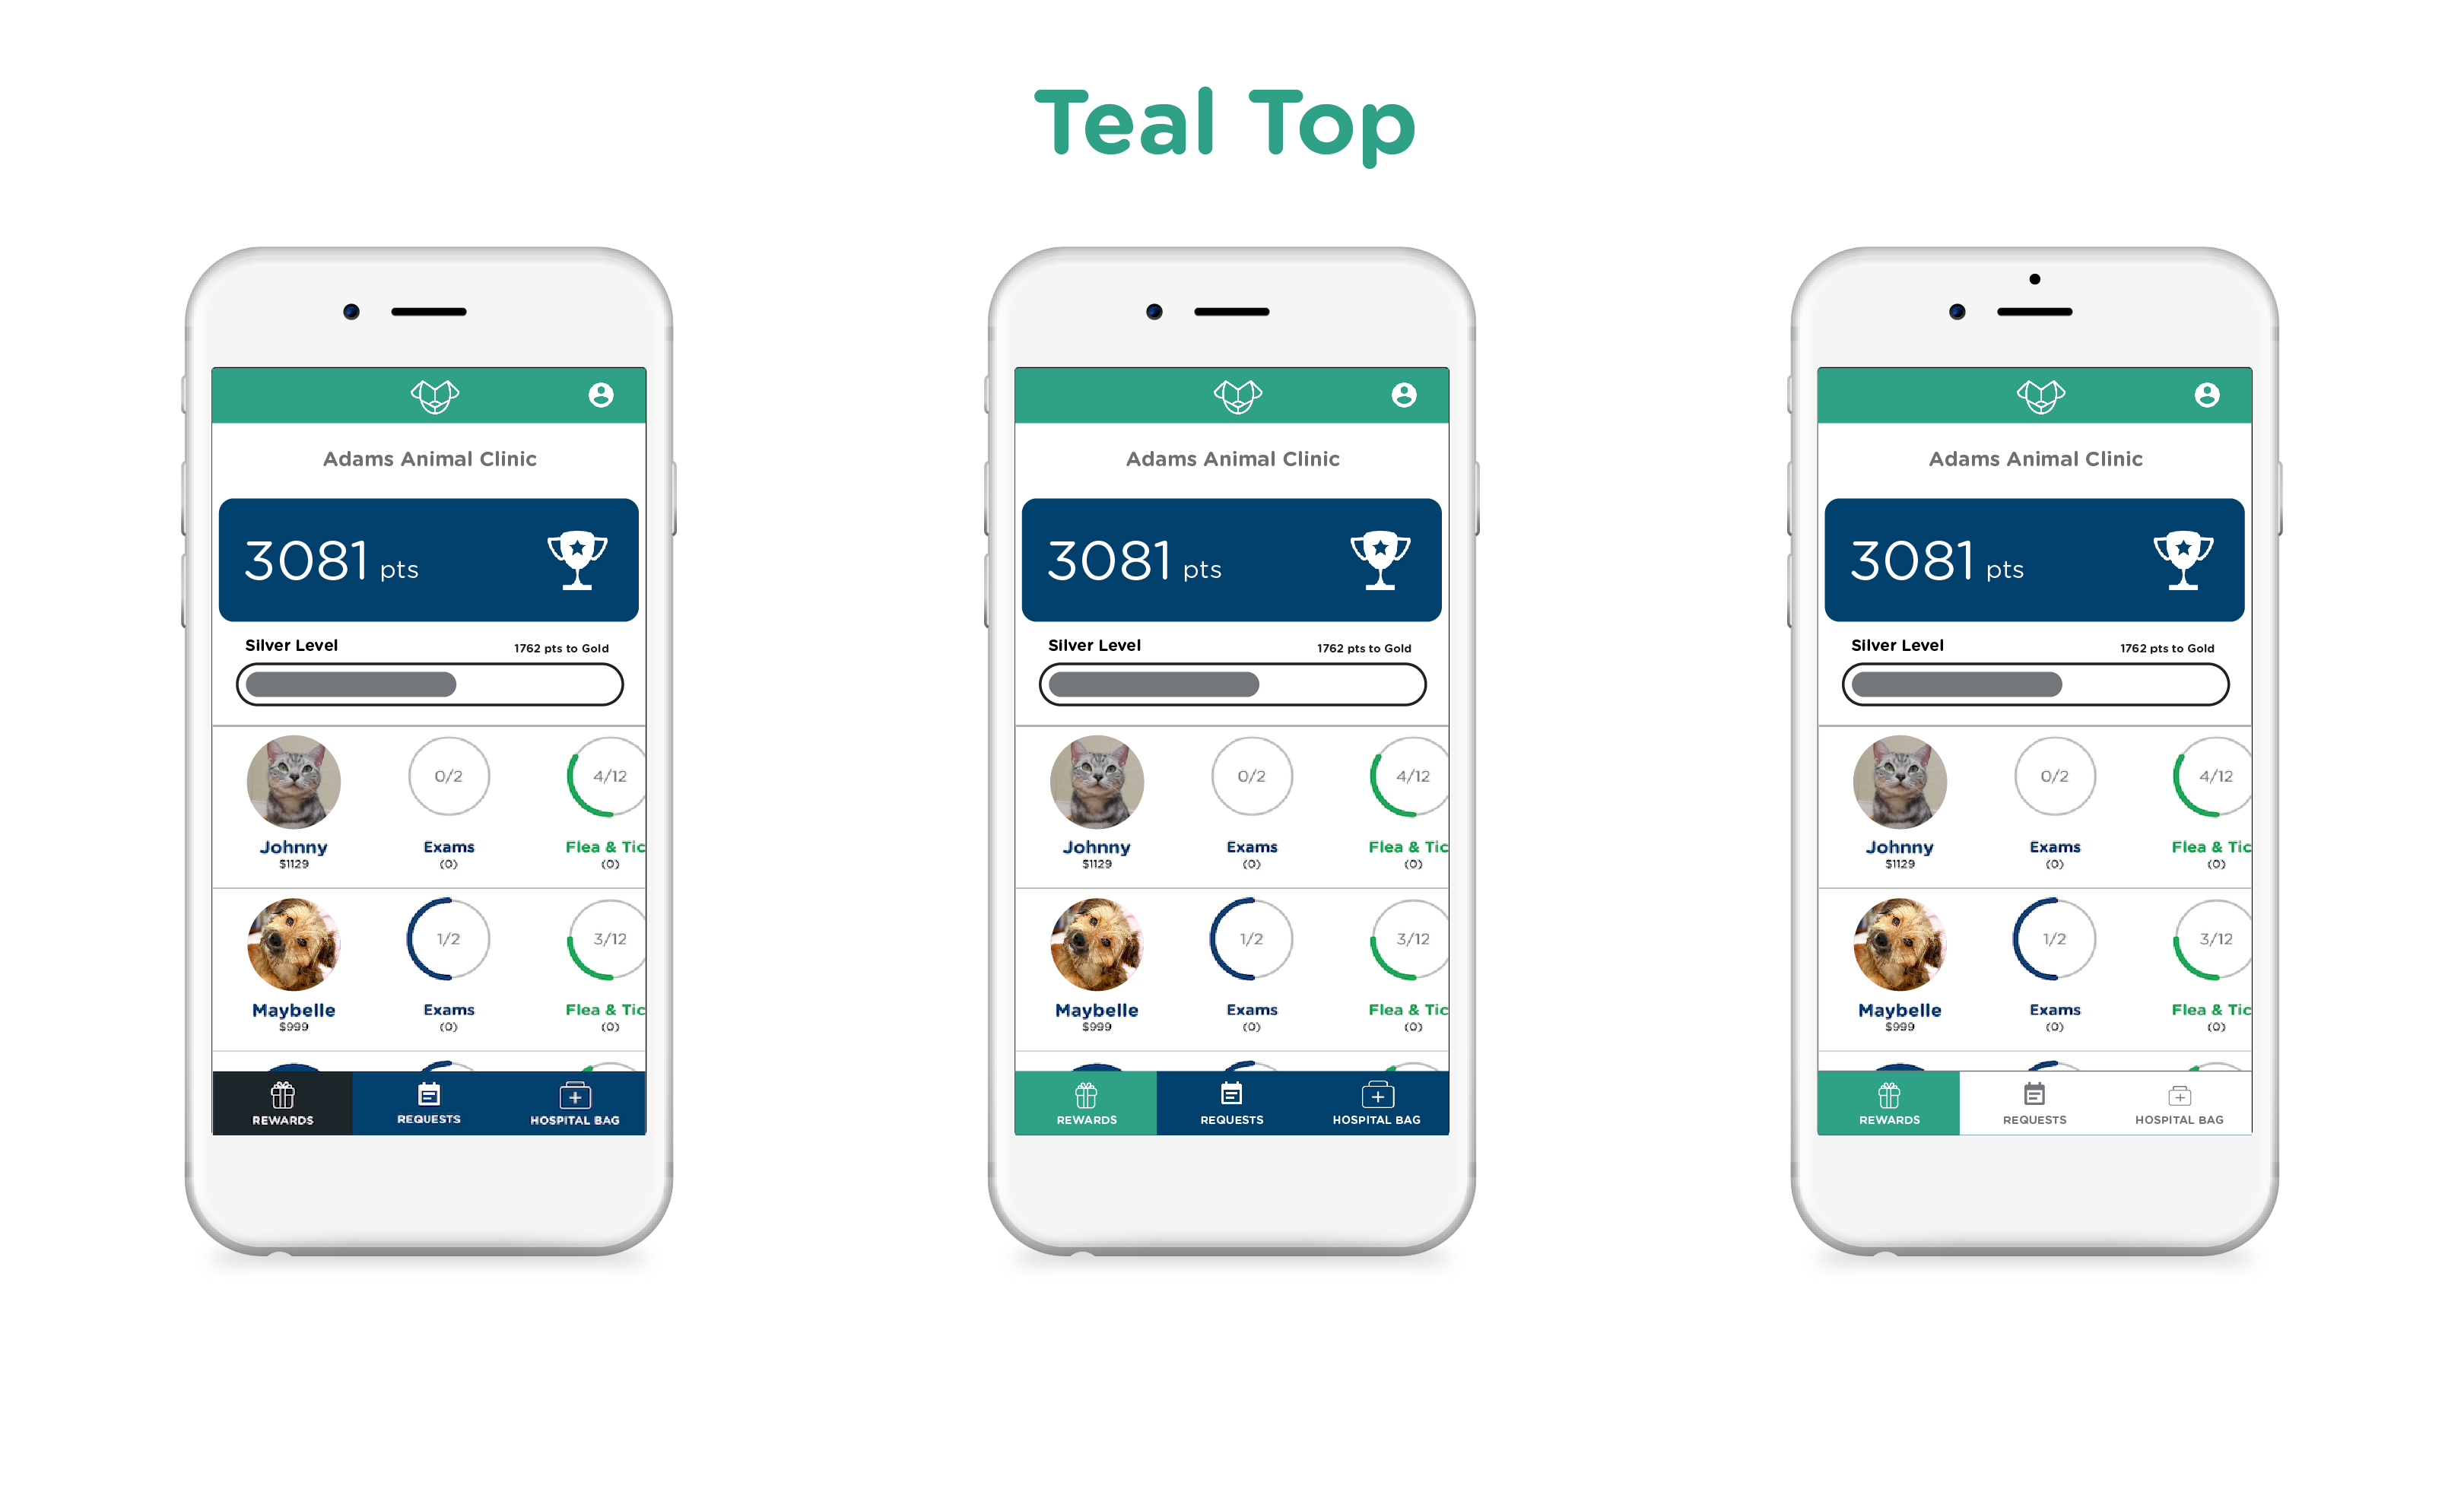 Teal Top
Adams Animal Clinic
3081 pts
Silver Level 1762 pts to Gold
0/2 4/12
Johnny Exams Flea & Tic
$1129 (0) (0)
1/2 3/12
Maybelle Exams Flea & Tic
$999 (0) (0)
REWARDS REQUESTS HOSPITAL BAG
Adams Animal Clinic
3081 pts
Silver Level 1762 pts to Gold
0/2 4/12
Johnny Exams Flea & Tic
$1129 (0) (0)
1/2 3/12
Maybelle Exams Flea & Tic
$999 (0) (0)
REWARDS REQUESTS HOSPITAL BAG
Adams Animal Clinic
3081 pts
Silver Level 1762 pts to Gold
0/2 4/12
Johnny Exams Flea & Tic
$1129 (0) (0)
1/2 3/12
Maybelle Exams Flea & Tic
$999 (0) (0)
REWARDS REQUESTS HOSPITAL BAG